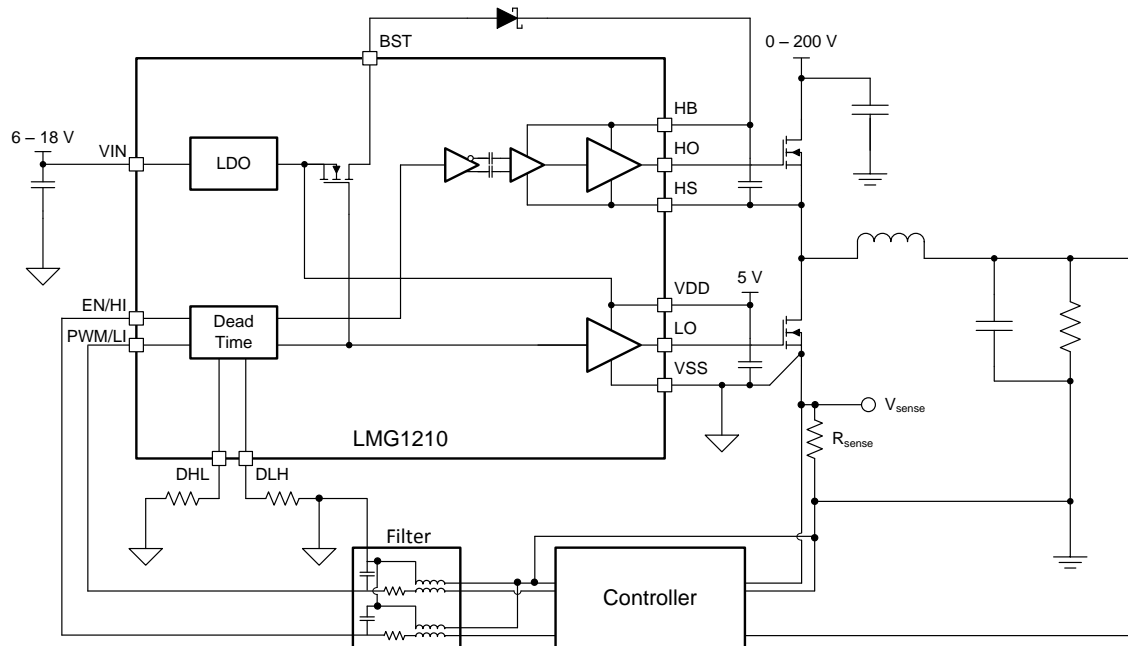 BST
0 – 200 V
6 – 18 V
VIN
LDO
HB
HO
HS
EN/HI
PWM/LI
Dead
Time
5 V
VDD
LO
VSS
LMG1210
Vsense
Rsense
DHL
DLH
Filter
Controller